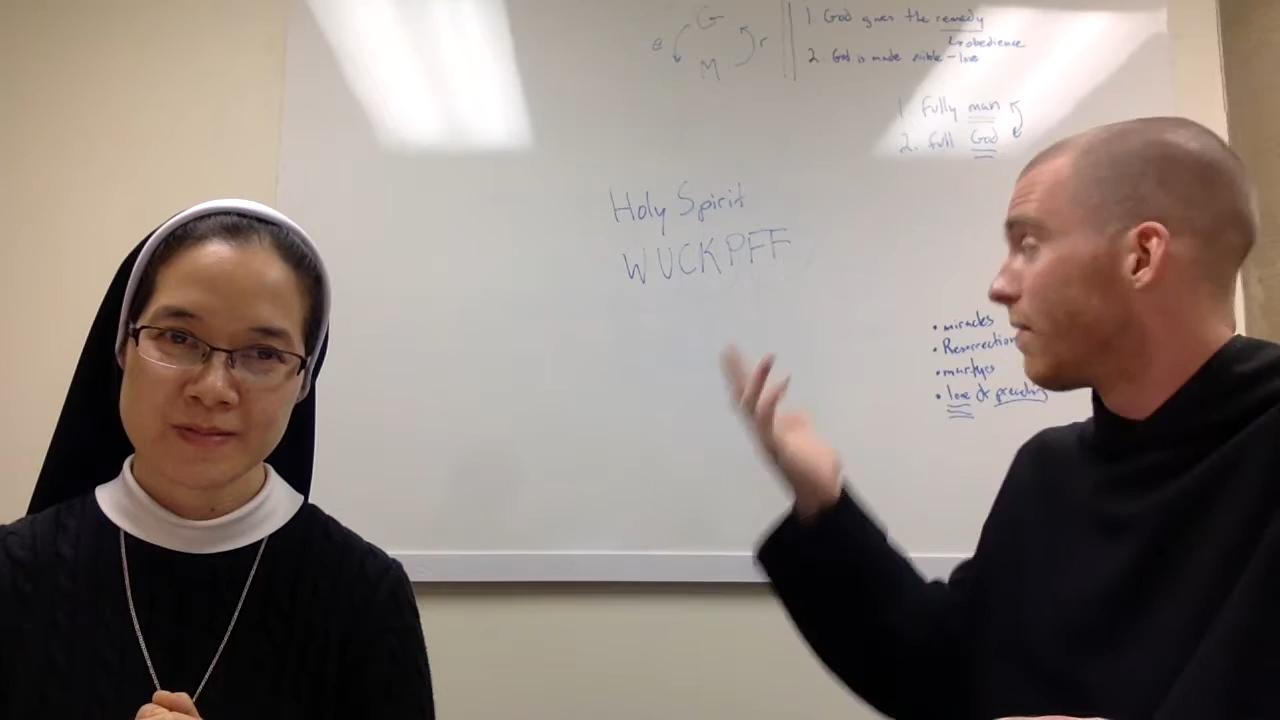 G
e r
M
1. God gives the remedy
↳ obedience
2. God is made visible - love
1. fully man
2. full God
Holy Spirit
WUCKPFF
• miracles
• Resurrection
• martyrs
• love &